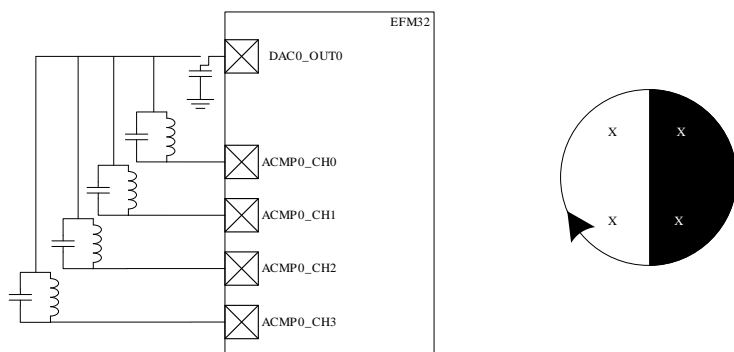 EFM32
DAC0_OUT0
ACMP0_CH0
ACMP0_CH1
ACMP0_CH2
ACMP0_CH3
X X
X X